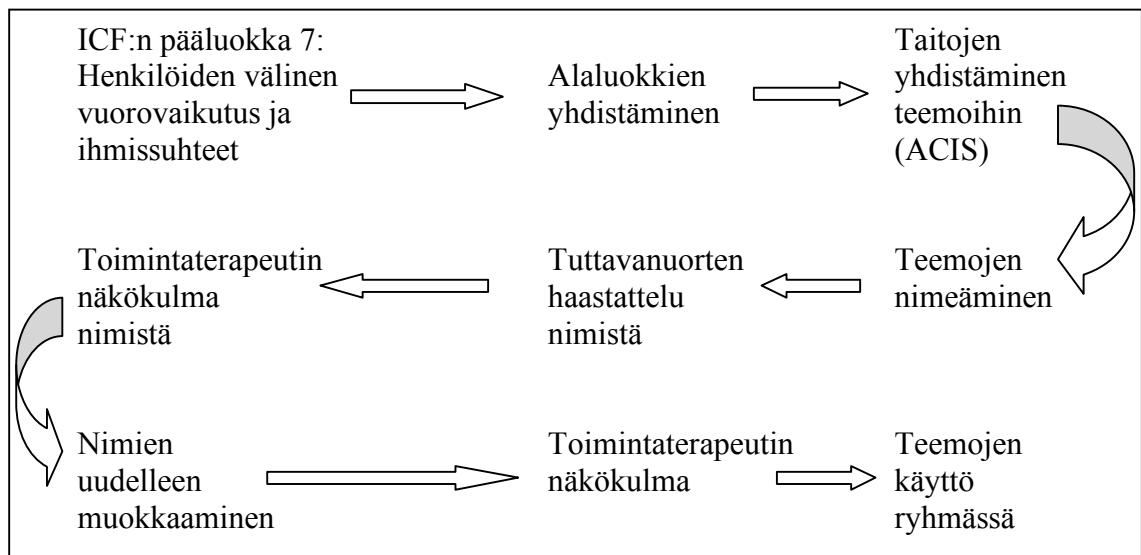 ICF:n pääluokka 7:
Henkilöiden välinen
vuorovaikutus ja
ihmissuhteet
Alaluokkien
yhdistäminen
Taitojen
yhdistäminen
teemoihin
(ACIS)
Teemojen
nimeäminen
Tuttavanuorten
haastattelu
nimistä
Toimintaterapeutin
näkökulma
nimistä
Nimien
uudelleen
muokkaaminen
Toimintaterapeutin
näkökulma
Teemojen
käyttö
ryhmässä